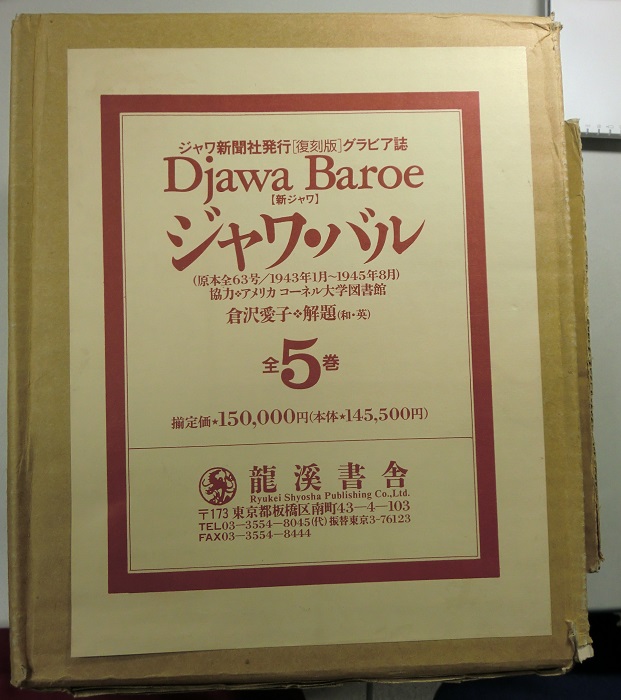 ジャワ新聞社発行[復刻版]グラビア誌
Djawa Baroe
【新ジャワ】
ジャワ・バル
(原本全63号/1943年1月~1945年8月)
協力❖アメリカ コーネル大学図書館
倉沢愛子❖解題(和・英)
全5巻
揃定価★150,000円(本体★145,500円)
龍溪書舎
Ryukei Shyosha Publishing Co.,Ltd.
〒173 東京都板橋区南町43―4―103
TEL03―3554―8045(代) 振替東京3-76123
FAX03―3554―8444